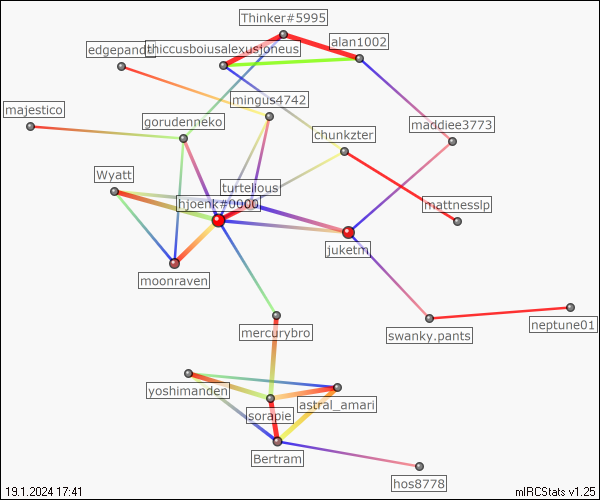 Thinker#5995
alan1002
edgepand
thiccusboiusalexusjoneus
mingus4742
majestico
gorudenneko
chunkzter
maddiee3773
Wyatt
turtelious
hjoenk#0000
mattnesslp
juketm
moonraven
mercurybro
swanky.pants
neptune01
yoshimanden
astral_amari
sorapie
Bertram
hos8778
19.1.2024 17:41
mIRCStats v1.25